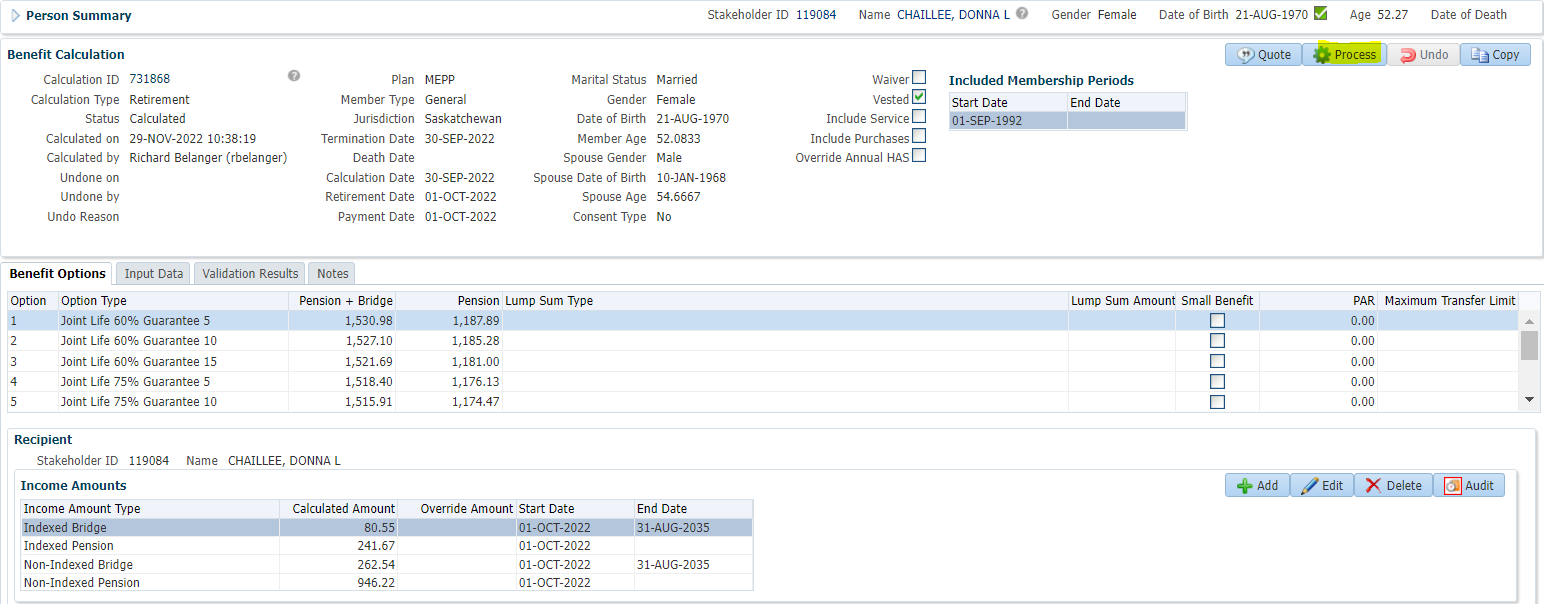 Person Summary Stakeholder ID 119084 Name CHAILLEE, DONNA L Gender Female Date of Birth 21-AUG-1970 Age 52.27 Date of Death
Benefit Calculation Quote Process Undo Copy
Calculation ID 731868 Plan MEPP Marital Status Married Waiver Included Membership Periods
Calculation Type Retirement Member Type General Gender Female Vested Start Date End Date
Status Calculated Jurisdiction Saskatchewan Date of Birth 21-AUG-1970 Include Service 01-SEP-1992
Calculated on 29-NOV-2022 10:38:19 Termination Date 30-SEP-2022 Member Age 52.0833 Include Purchases
Calculated by Richard Belanger (rbelanger) Death Date Spouse Gender Male Override Annual HAS
Undone on Calculation Date 30-SEP-2022 Spouse Date of Birth 10-JAN-1968
Undone by Retirement Date 01-OCT-2022 Spouse Age 54.6667
Undo Reason Payment Date 01-OCT-2022 Consent Type No
Benefit Options Input Data Validation Results Notes
Option Option Type Pension + Bridge Pension Lump Sum Type Lump Sum Amount Small Benefit PAR Maximum Transfer Limit
1 Joint Life 60% Guarantee 5 1,530.98 1,187.89 0.00
2 Joint Life 60% Guarantee 10 1,527.10 1,185.28 0.00
3 Joint Life 60% Guarantee 15 1,521.69 1,181.00 0.00
4 Joint Life 75% Guarantee 5 1,518.40 1,176.13 0.00
5 Joint Life 75% Guarantee 10 1,515.91 1,174.47 0.00
Recipient
Stakeholder ID 119084 Name CHAILLEE, DONNA L
Income Amounts Add Edit Delete Audit
Income Amount Type Calculated Amount Override Amount Start Date End Date
Indexed Bridge 80.55 01-OCT-2022 31-AUG-2035
Indexed Pension 241.67 01-OCT-2022
Non-Indexed Bridge 262.54 01-OCT-2022 31-AUG-2035
Non-Indexed Pension 946.22 01-OCT-2022